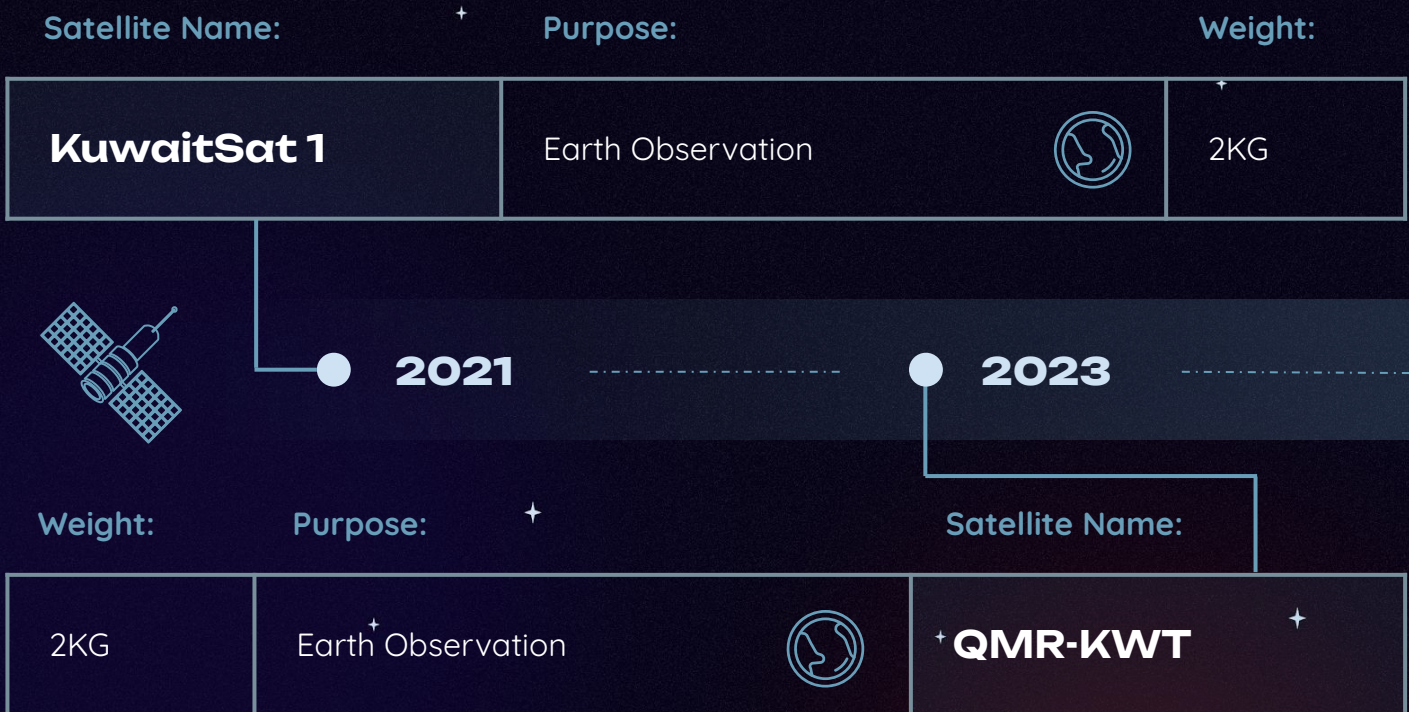 Satellite Name: Purpose: Weight:
KuwaitSat 1 Earth Observation 2KG
2021 2023
Weight: Purpose: Satellite Name:
2KG Earth Observation QMR-KWT